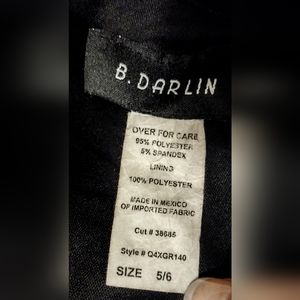 B. DARLIN
OVER FOR CARE
95% POLYESTER
5% SPANDEX
LINING
100% POLYESTER
MADE IN MEXICO
OF IMPORTED FABRIC
Cut # 38685
Style # Q4XGR140
SIZE 5/6